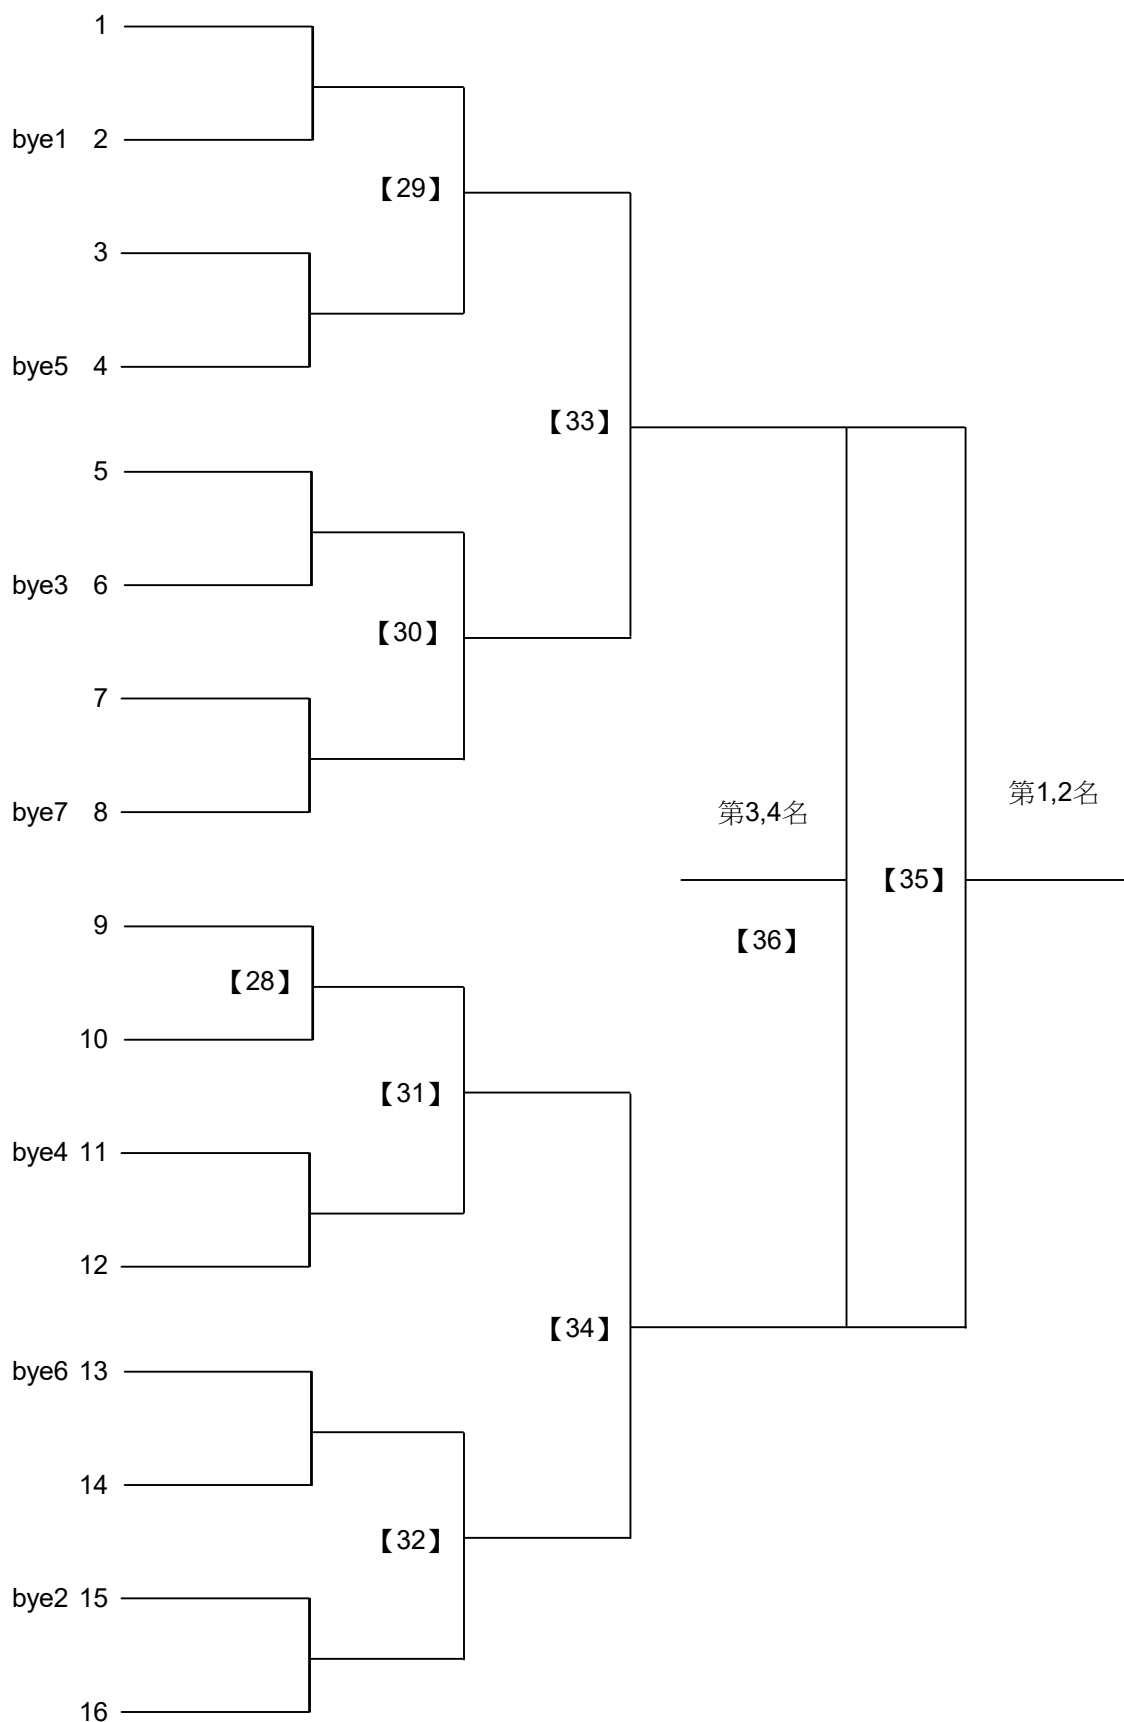 1
bye1 2
【29】
3
bye5 4
【33】
5
bye3 6
【30】
7
第1,2名
bye7 8
第3,4名
【35】
9
【36】
【28】
10
【31】
bye4 11
12
【34】
bye6 13
14
【32】
bye2 15
16